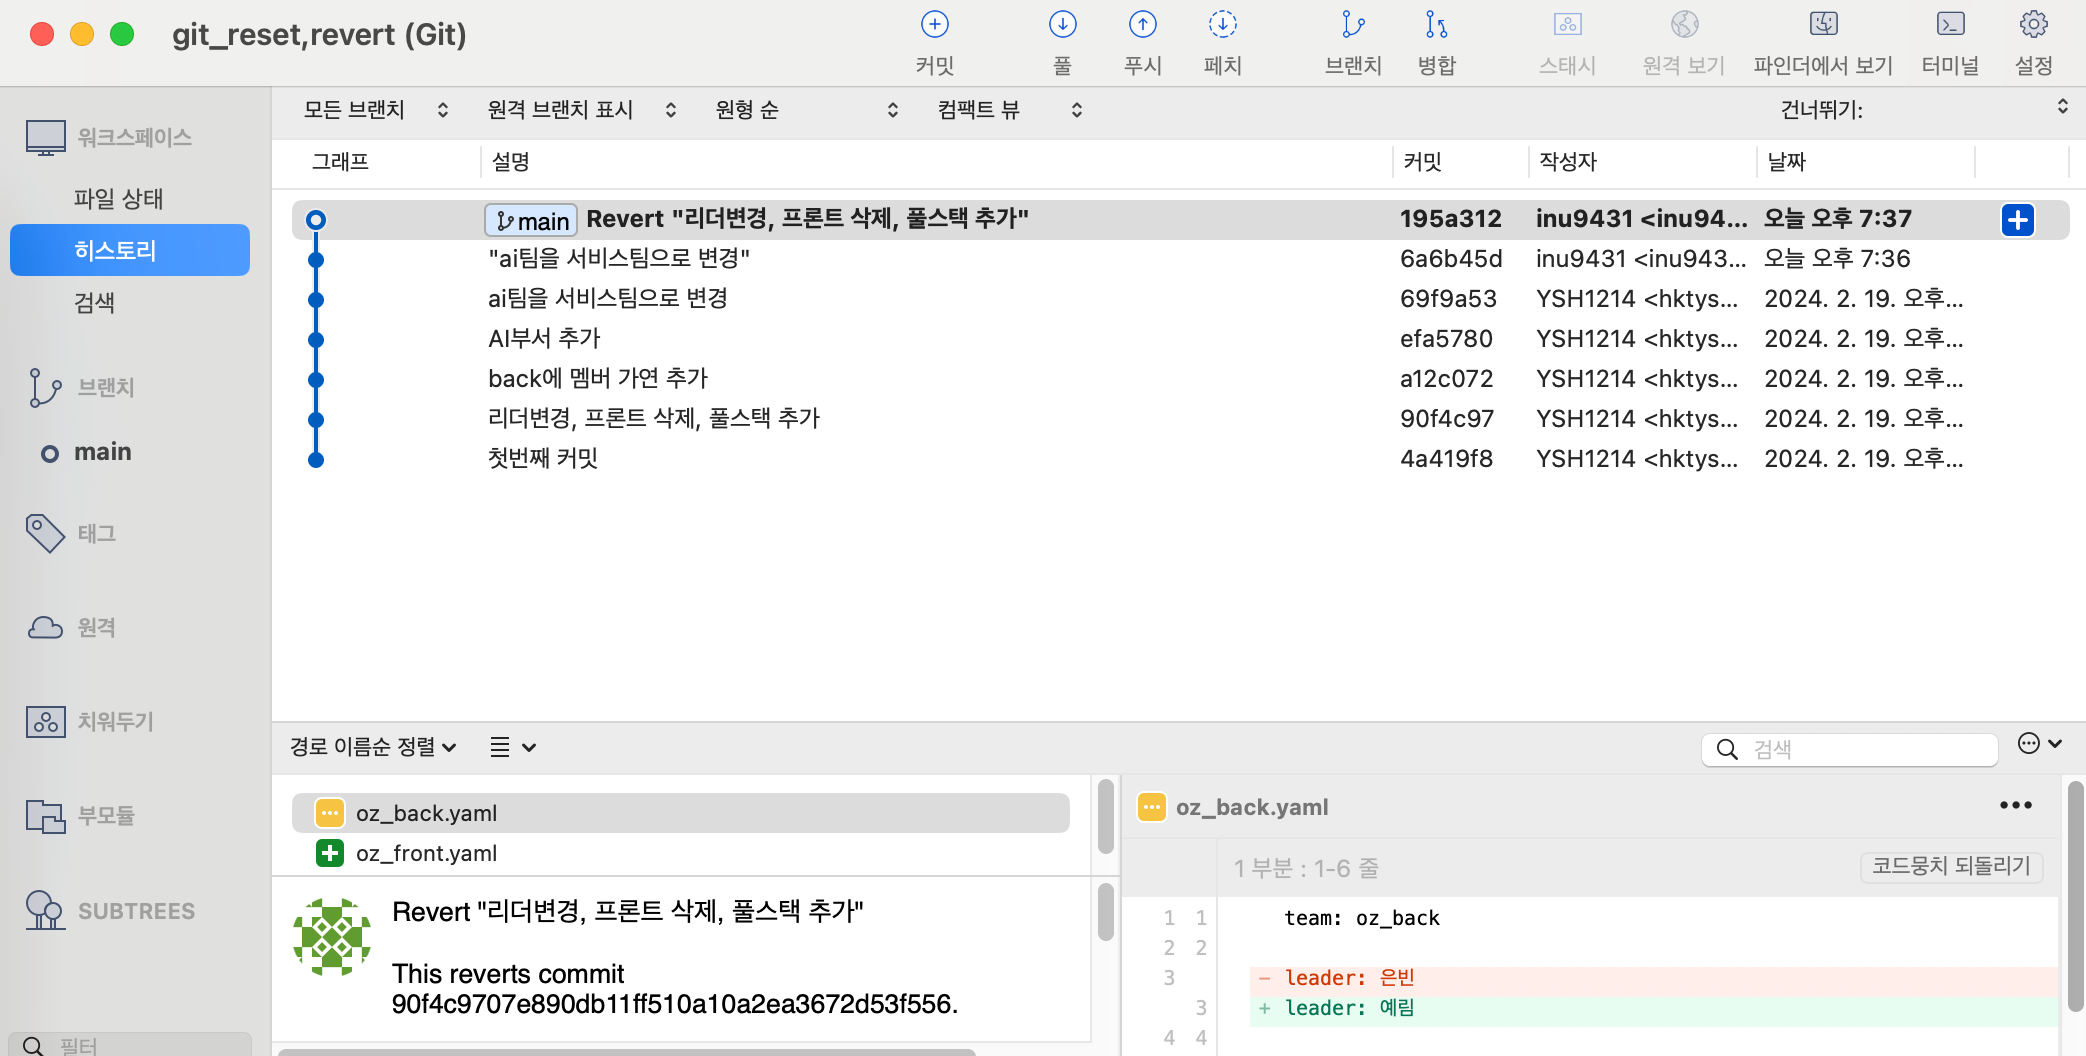 git_reset,revert (Git)
커밋 풀 푸시 페치 브랜치 병합 스태시 원격 보기 파인더에서 보기 터미널 설정
워크스페이스
파일 상태
히스토리
검색
브랜치
main
태그
원격
치워두기
부모듈
SUBTREES
필터
모든 브랜치 원격 브랜치 표시 원형 순 컴팩트 뷰 건너뛰기:
그래프 설명 커밋 작성자 날짜
main Revert "리더변경, 프론트 삭제, 풀스택 추가" 195a312 inu9431 <inu94... 오늘 오후 7:37
"ai팀을 서비스팀으로 변경" 6a6b45d inu9431 <inu943... 오늘 오후 7:36
ai팀을 서비스팀으로 변경 69f9a53 YSH1214 <hktys... 2024. 2. 19. 오후...
AI부서 추가 efa5780 YSH1214 <hktys... 2024. 2. 19. 오후...
back에 멤버 가연 추가 a12c072 YSH1214 <hktys... 2024. 2. 19. 오후...
리더변경, 프론트 삭제, 풀스택 추가 90f4c97 YSH1214 <hktys... 2024. 2. 19. 오후...
첫번째 커밋 4a419f8 YSH1214 <hktys... 2024. 2. 19. 오후...
경로 이름순 정렬 검색
oz_back.yaml
oz_front.yaml
Revert "리더변경, 프론트 삭제, 풀스택 추가"
This reverts commit
90f4c9707e890db11ff510a10a2ea3672d53f556.
oz_back.yaml
1 부분 : 1-6 줄 코드뭉치 되돌리기
1 1 team: oz_back
2 2
3 - leader: 은빈
3 + leader: 예림
4 4